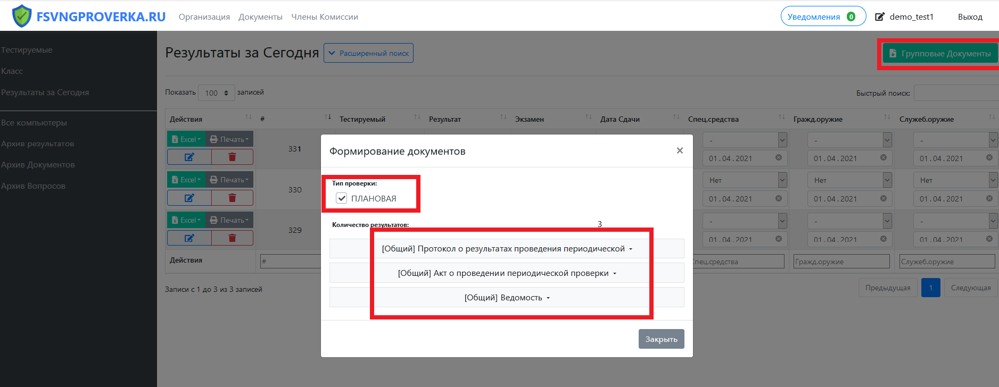 FSVNGPROVERKA.RU Организация Документы Члены Комиссии Уведомления 0 demo_test1 Выход
Тестируемые
Класс
Результаты за Сегодня
Все компьютеры
Архив результатов
Архив Документов
Архив Вопросов
Результаты за Сегодня Расширенный поиск Групповые Документы
Показать 100 записей Быстрый поиск:
Действия # Тестируемый Результат Экзамен Дата Сдачи Спец.средства Гражд.оружие Служеб.оружие
Excel Печать 331 - - -
01.04.2021 01.04.2021 01.04.2021
Excel Печать 330 Нет Нет Нет
01.04.2021 01.04.2021 01.04.2021
Excel Печать 329 - - -
01.04.2021 01.04.2021 01.04.2021
Действия # Спец.средства Гражд.оружие Служеб.оружие
Записи с 1 до 3 из 3 записей Предыдущая 1 Следующая
Формирование документов ×
Тип проверки:
ПЛАНОВАЯ
Количество результатов: 3
[Общий] Протокол о результатах проведения периодической
[Общий] Акт о проведении периодической проверки
[Общий] Ведомость
Закрыть